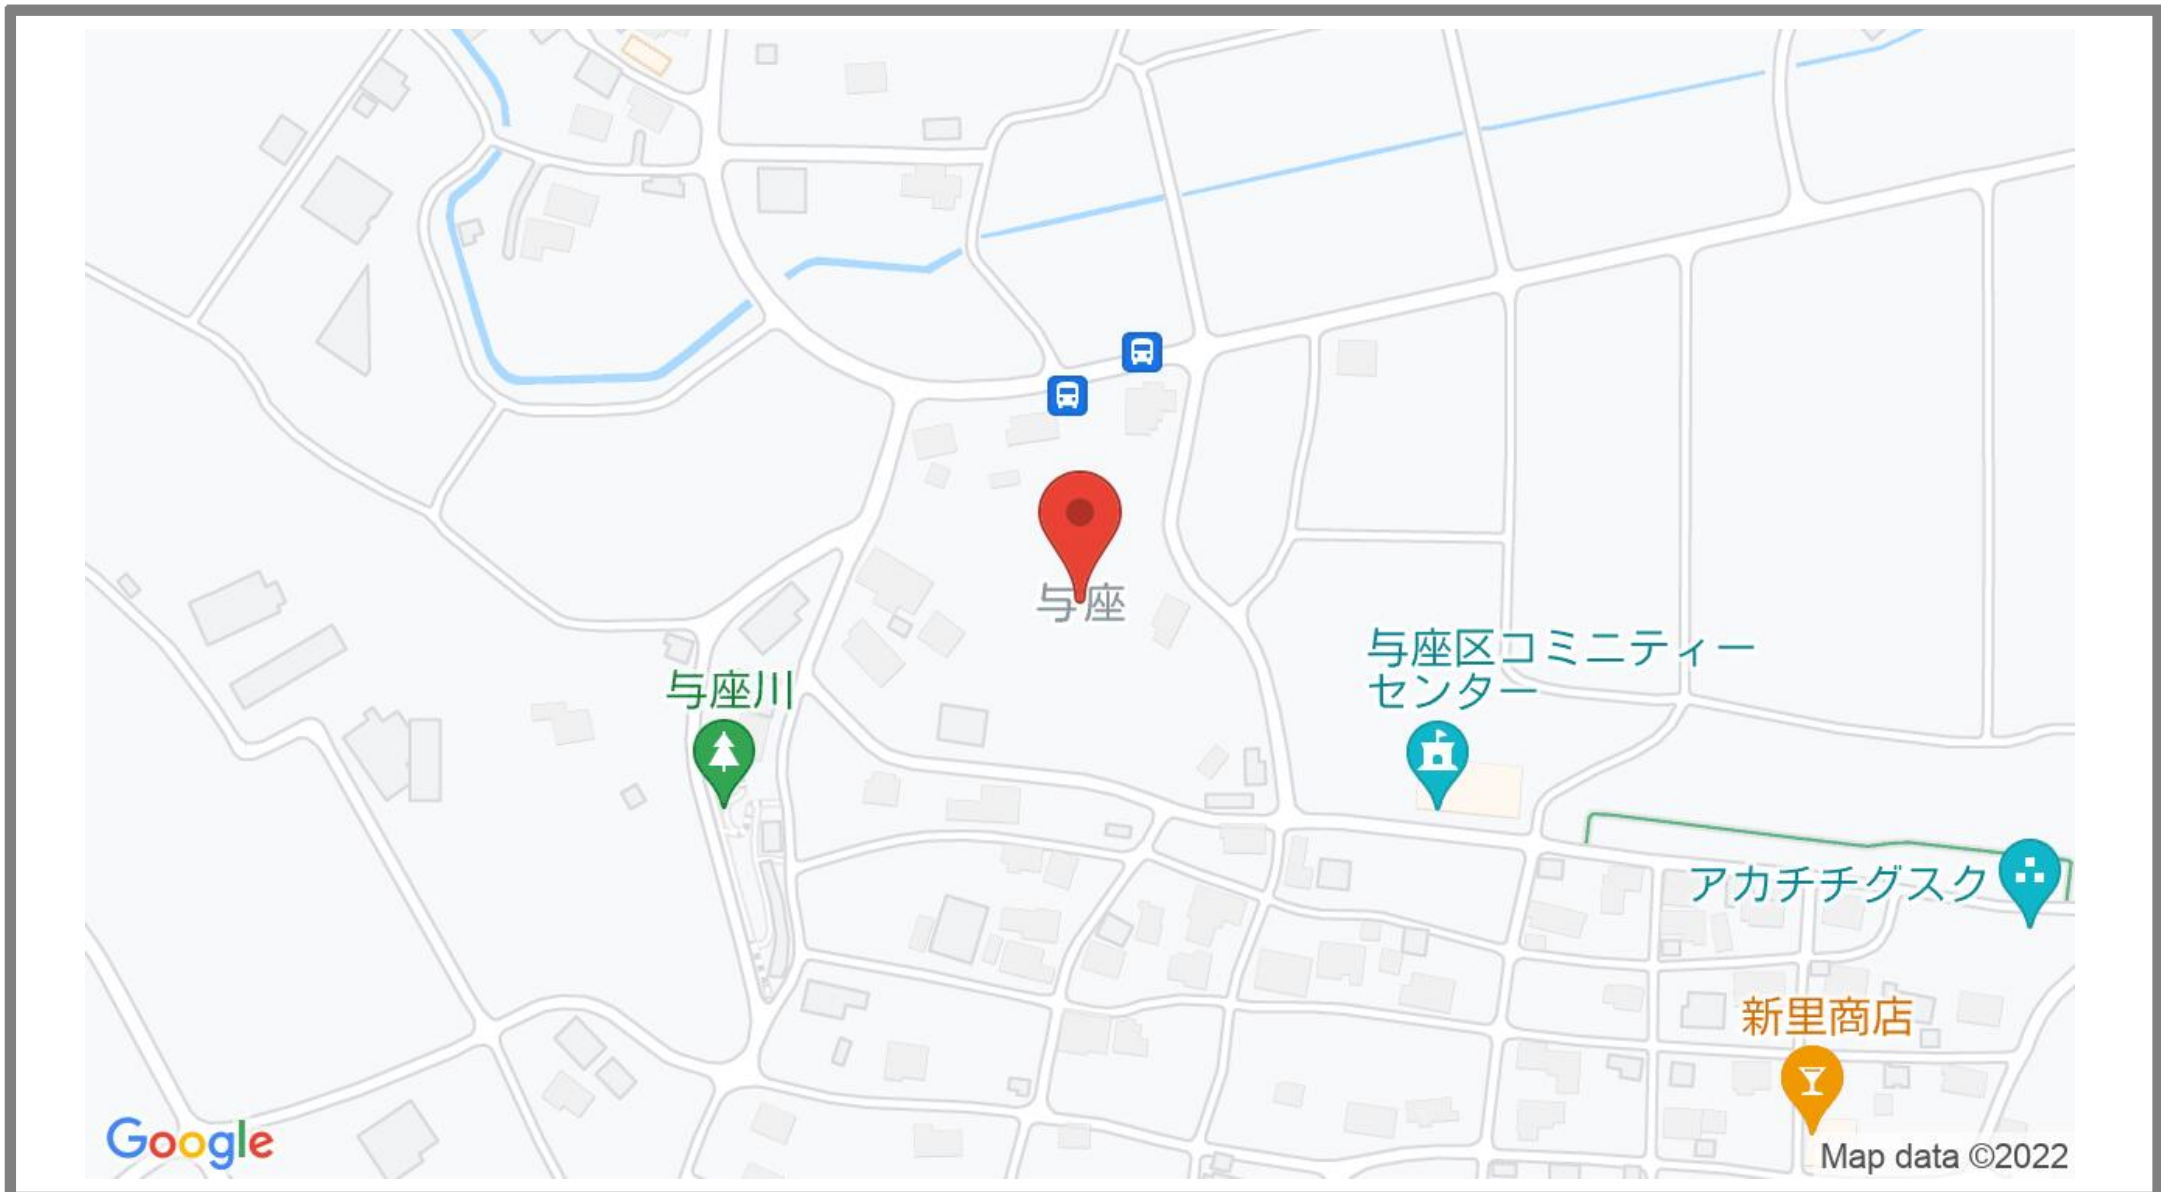 与座
与座区コミニティー
センター
与座川
アカチチグスク
新里商店
Google
Map data ©2022